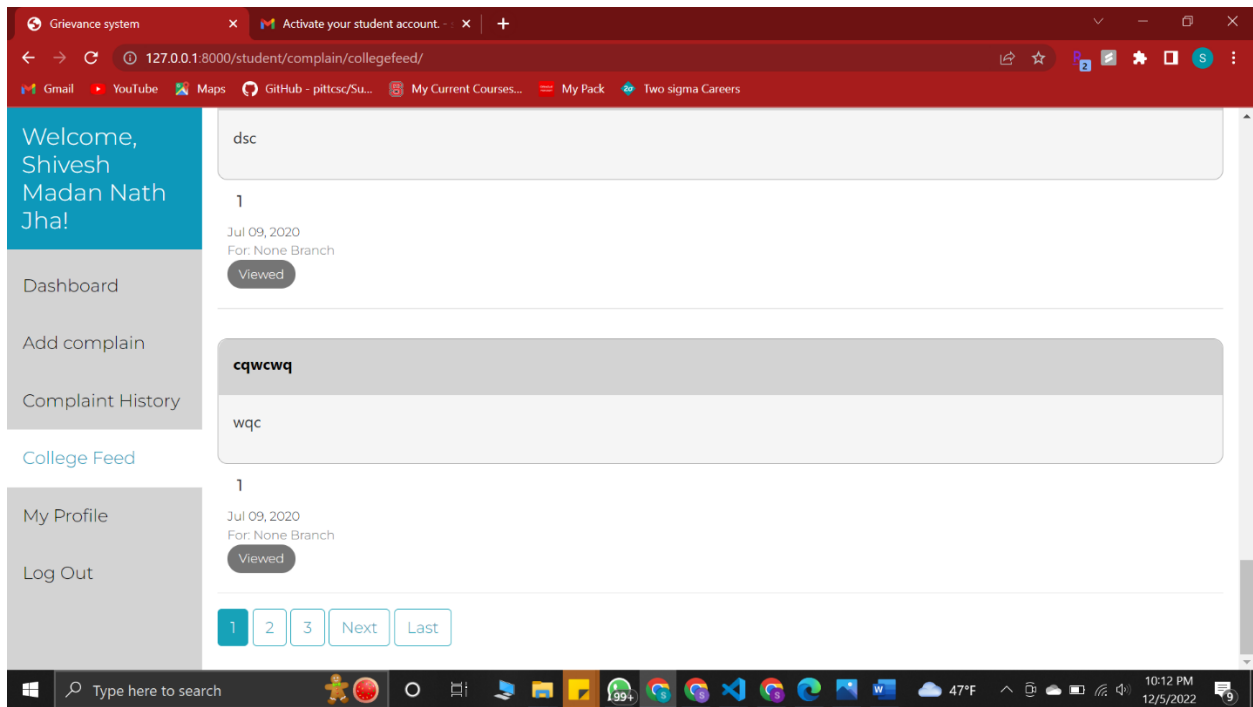 Grievance system
Activate your student account. - s
127.0.0.1:8000/student/complain/collegefeed/
2
S
Gmail
YouTube
Maps
GitHub - pittcsc/Su...
My Current Courses...
My Pack
Two sigma Careers
Welcome,
Shivesh
Madan Nath
Jha!
Dashboard
Add complain
Complaint History
College Feed
My Profile
Log Out
dsc
1
Jul 09, 2020
For: None Branch
Viewed
cqwcwq
wqc
1
Jul 09, 2020
For: None Branch
Viewed
1 2 3 Next Last
Type here to search
99+
47°F
10:12 PM
12/5/2022
9